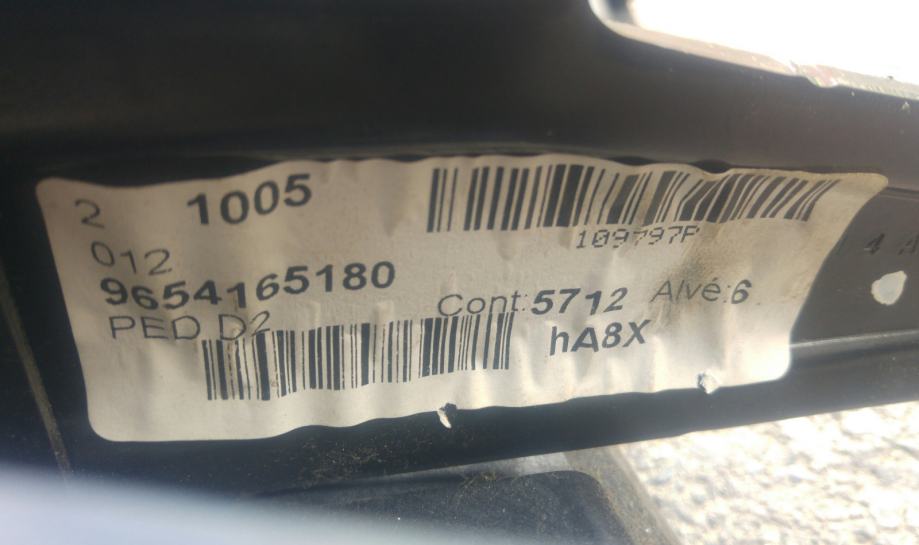 2 1005
109797P
012
9654165180
Cont:5712 Alvé:6
PED D2
hA8X